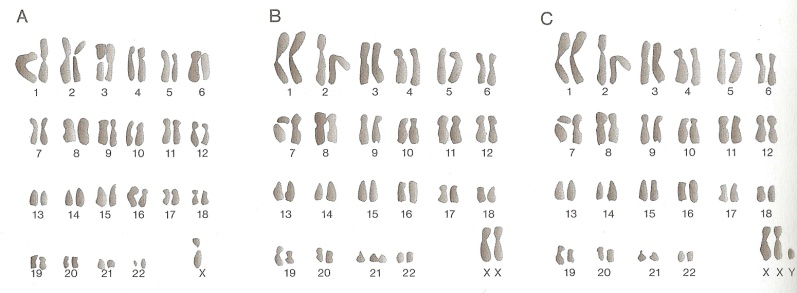 A
1 2 3 4 5 6
7 8 9 10 11 12
13 14 15 16 17 18
19 20 21 22 X
B
1 2 3 4 5 6
7 8 9 10 11 12
13 14 15 16 17 18
19 20 21 22 X X
C
1 2 3 4 5 6
7 8 9 10 11 12
13 14 15 16 17 18
19 20 21 22 X X Y